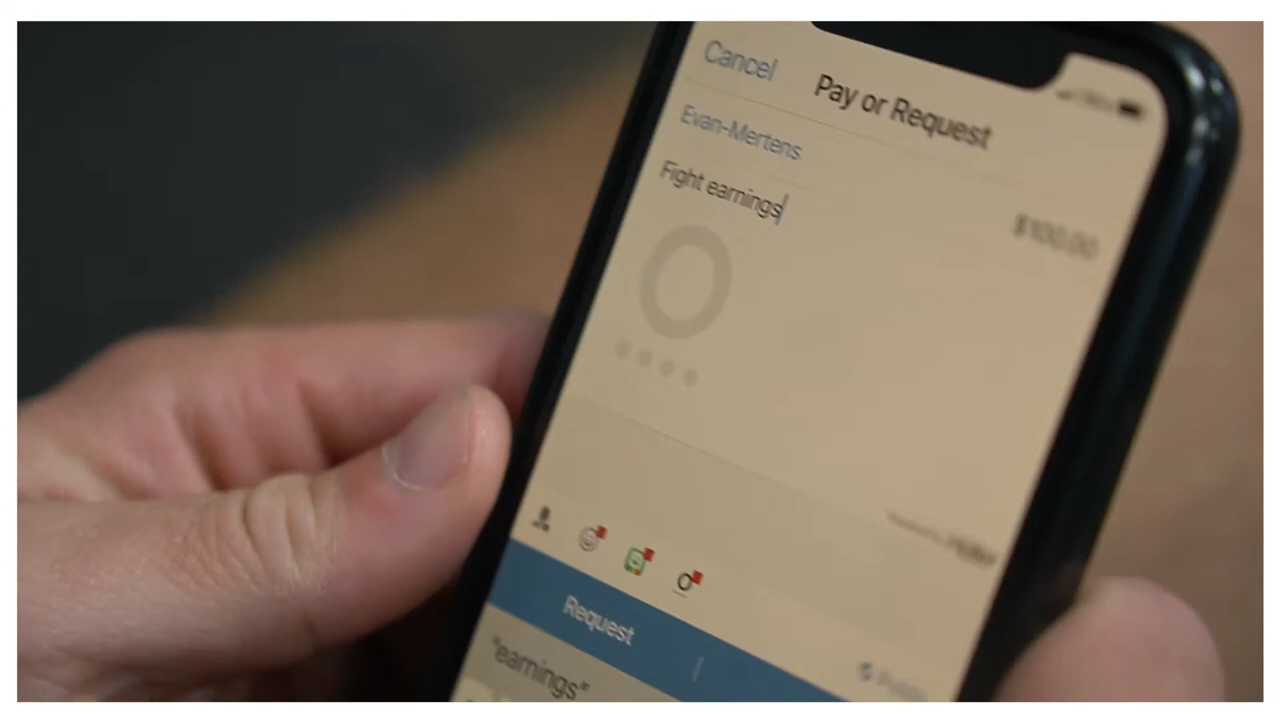 Cancel
Pay or Request
Evan-Mertens
Fight earnings
$100.00
Request
"earnings"